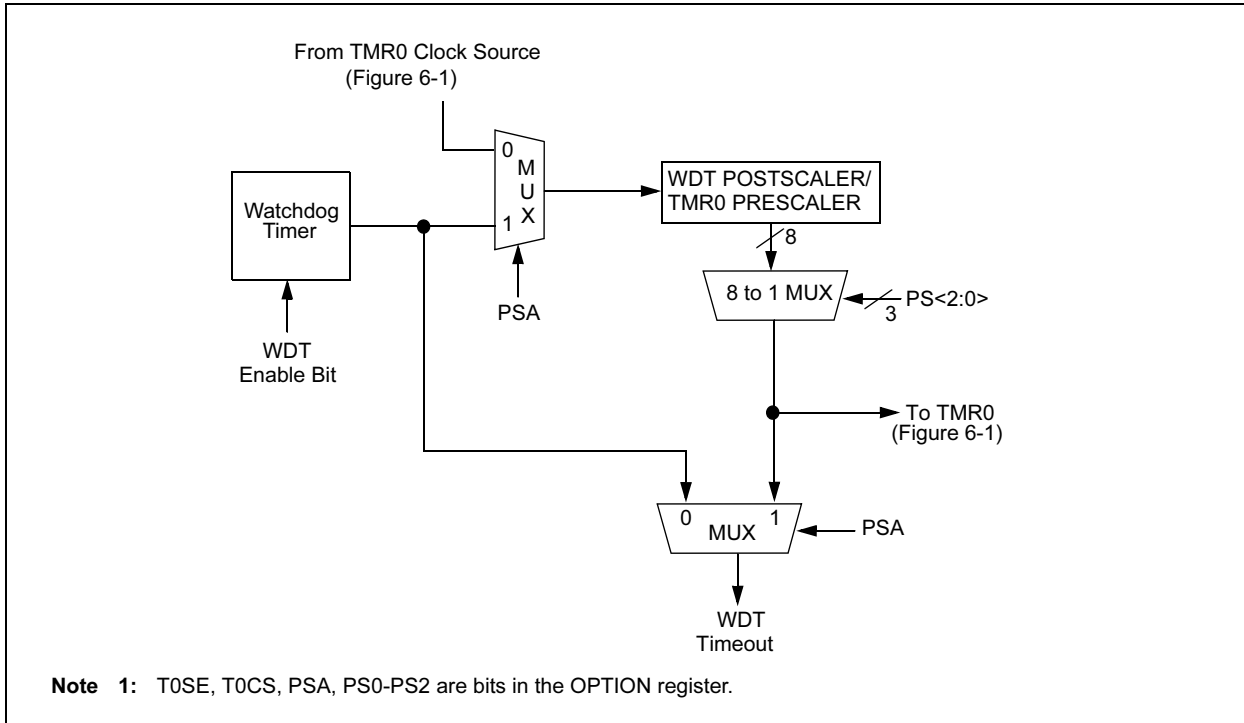 From TMR0 Clock Source
(Figure 6-1)
0
M
U
X
1
Watchdog
Timer
WDT POSTSCALER/
TMR0 PRESCALER
8
8 to 1 MUX
PS<2:0>
3
PSA
WDT
Enable Bit
To TMR0
(Figure 6-1)
0
1
MUX
PSA
WDT
Timeout
Note 1: T0SE, T0CS, PSA, PS0-PS2 are bits in the OPTION register.